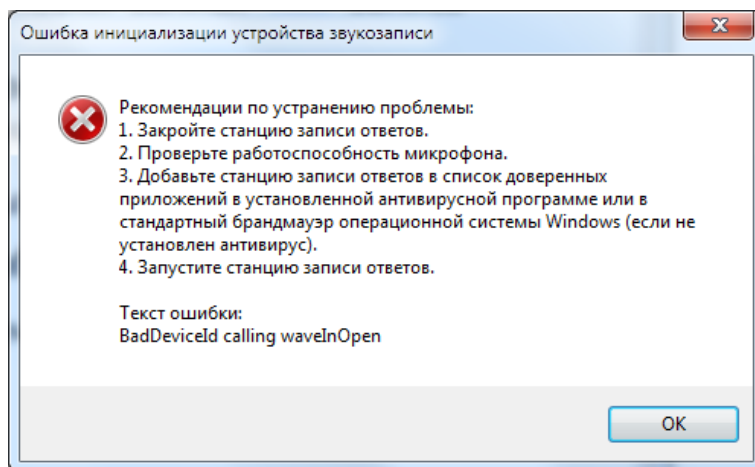 Ошибка инициализации устройства звукозаписи
Рекомендации по устранению проблемы:
1. Закройте станцию записи ответов.
2. Проверьте работоспособность микрофона.
3. Добавьте станцию записи ответов в список доверенных
приложений в установленной антивирусной программе или в
стандартный брандмауэр операционной системы Windows (если не
установлен антивирус).
4. Запустите станцию записи ответов.
Текст ошибки:
BadDeviceId calling waveInOpen
OK